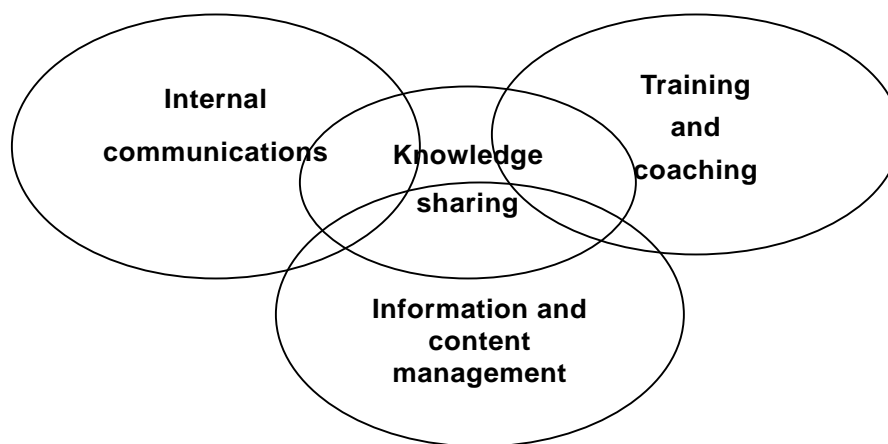 Internal
communications
Knowledge
sharing
Training
and
coaching
Information and
content
management